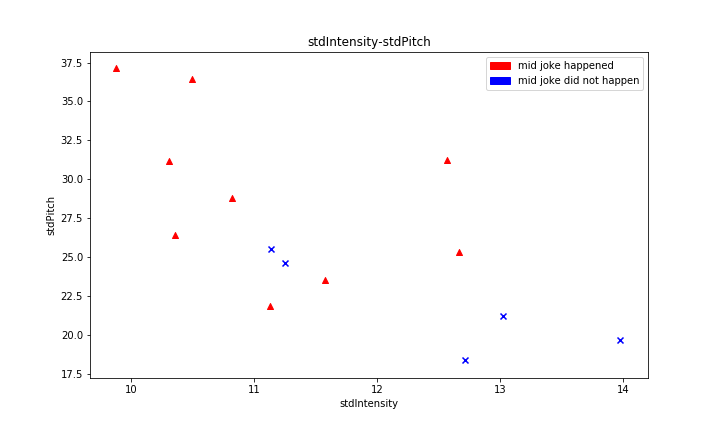 stdIntensity-stdPitch
mid joke happened
mid joke did not happen
37.5
35.0
32.5
30.0
27.5
25.0
22.5
20.0
17.5
stdPitch
10 11 12 13 14
stdIntensity